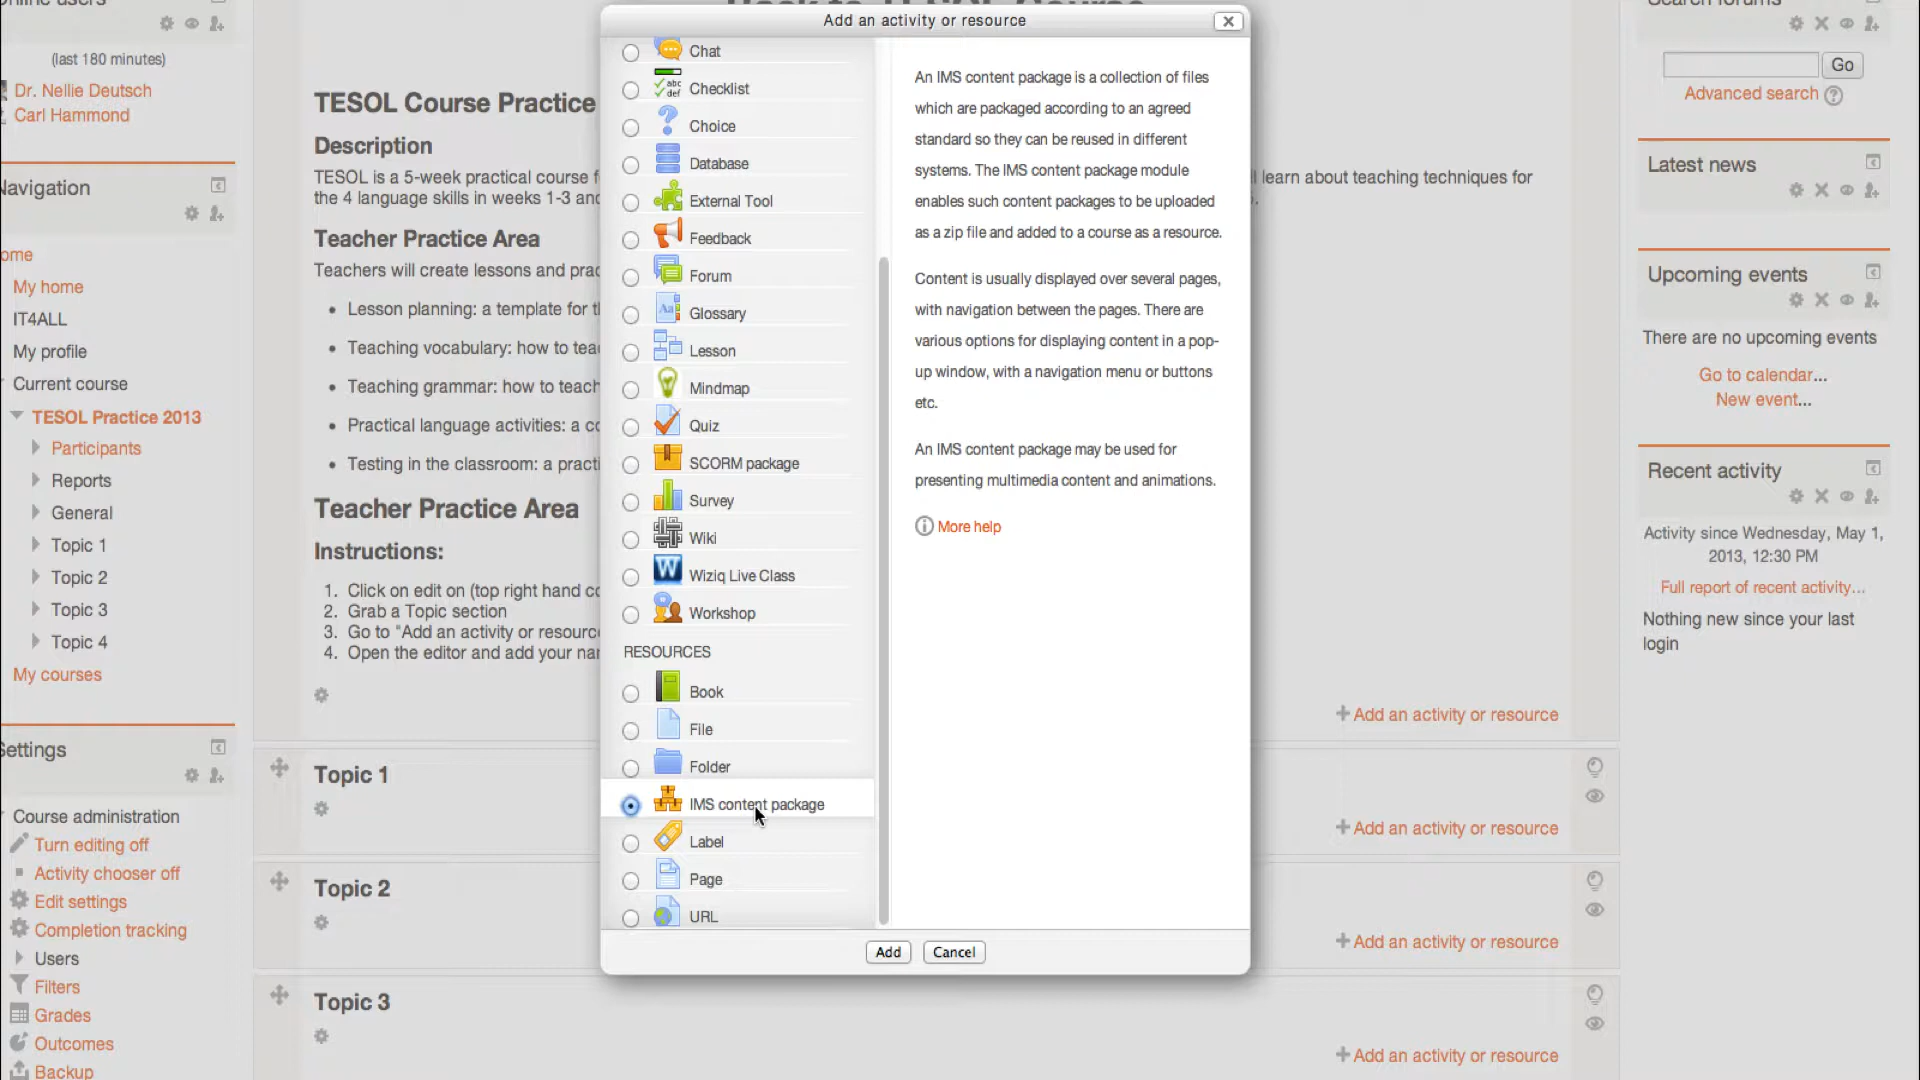 (last 180 minutes)
Dr. Nellie Deutsch
Carl Hammond
Navigation
My home
IT4ALL
My profile
Current course
TESOL Practice 2013
Participants
Reports
General
Topic 1
Topic 2
Topic 3
Topic 4
My courses
Settings
Course administration
Turn editing off
Activity chooser off
Edit settings
Completion tracking
Users
Filters
Grades
Outcomes
Backup
TESOL Course Practice
Description
TESOL is a 5-week practical course
the 4 language skills in weeks 1-3 and
l learn about teaching techniques for
Teacher Practice Area
Teachers will create lessons and
• Lesson planning: a template for
• Teaching vocabulary: how to
• Teaching grammar: how to teach
• Practical language activities: a
• Testing in the classroom: a
Teacher Practice Area
Instructions:
1. Click on edit on (top right hand
2. Grab a Topic section
3. Go to "Add an activity or
4. Open the editor and add your
+ Add an activity or resource
Topic 1
+ Add an activity or resource
Topic 2
+ Add an activity or resource
Topic 3
+ Add an activity or resource
Add an activity or resource
Chat
abc
def
Checklist
Choice
Database
External Tool
Feedback
Forum
Aa
Glossary
Lesson
Mindmap
Quiz
SCORM package
Survey
Wiki
W
Wiziq Live Class
Workshop
RESOURCES
Book
File
Folder
IMS content package
Label
Page
URL
An IMS content package is a collection of files
which are packaged according to an agreed
standard so they can be reused in different
systems. The IMS content package module
enables such content packages to be uploaded
as a zip file and added to a course as a resource.
Content is usually displayed over several pages,
with navigation between the pages. There are
various options for displaying content in a pop-
up window, with a navigation menu or buttons
etc.
An IMS content package may be used for
presenting multimedia content and animations.
More help
Add
Cancel
Search forums
Go
Advanced search
Latest news
Upcoming events
There are no upcoming events
Go to calendar...
New event...
Recent activity
Activity since Wednesday, May 1,
2013, 12:30 PM
Full report of recent activity...
Nothing new since your last
login